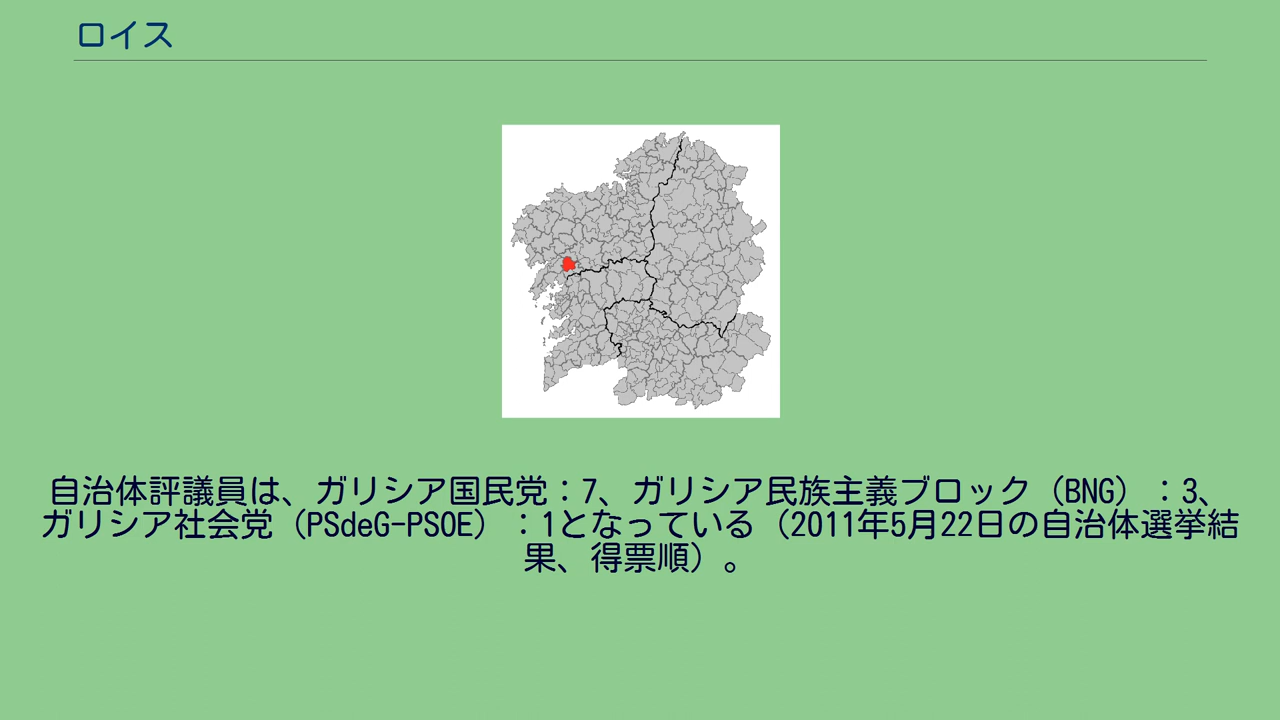 ロイス
自治体評議員は、ガリシア国民党：7、ガリシア民族主義ブロック（BNG）：3、
ガリシア社会党（PSdeG-PSOE）：1となっている（2011年5月22日の自治体選挙結
果、得票順）。